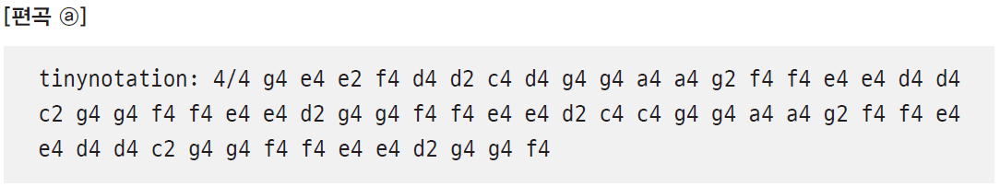 [편곡 ⓐ]
tinynotation: 4/4 g4 e4 e2 f4 d4 d2 c4 d4 g4 g4 a4 a4 g2 f4 f4 e4 e4 d4 d4
c2 g4 g4 f4 f4 e4 e4 d2 g4 g4 f4 f4 e4 e4 d2 c4 c4 g4 g4 a4 a4 g2 f4 f4 e4
e4 d4 d4 c2 g4 g4 f4 f4 e4 e4 d2 g4 g4 f4